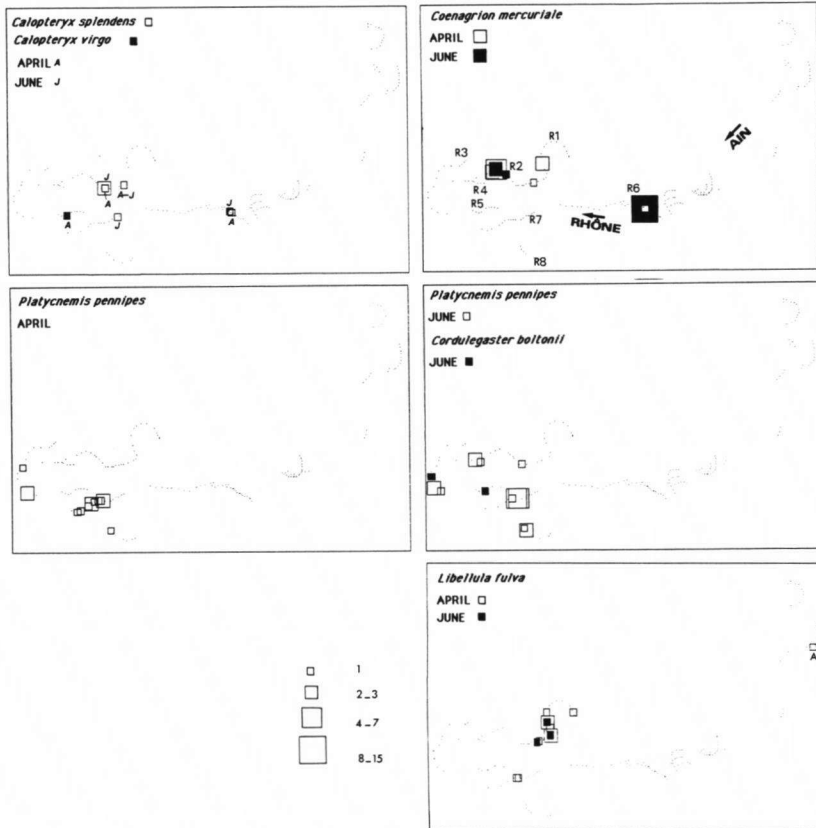 Calopteryx splendens
Calopteryx virgo
APRIL A
JUNE J
J
A
A-J
A
J
J
A
Coenagrion mercuriale
APRIL
JUNE
AIN
R1
R3
R2
R4
R5
R6
R7
RHÔNE
R8
Platycnemis pennipes
APRIL
Platycnemis pennipes
JUNE
Cordulegaster boltonii
JUNE
Libellula fulva
APRIL
JUNE
A
1
2_3
4_7
8_15